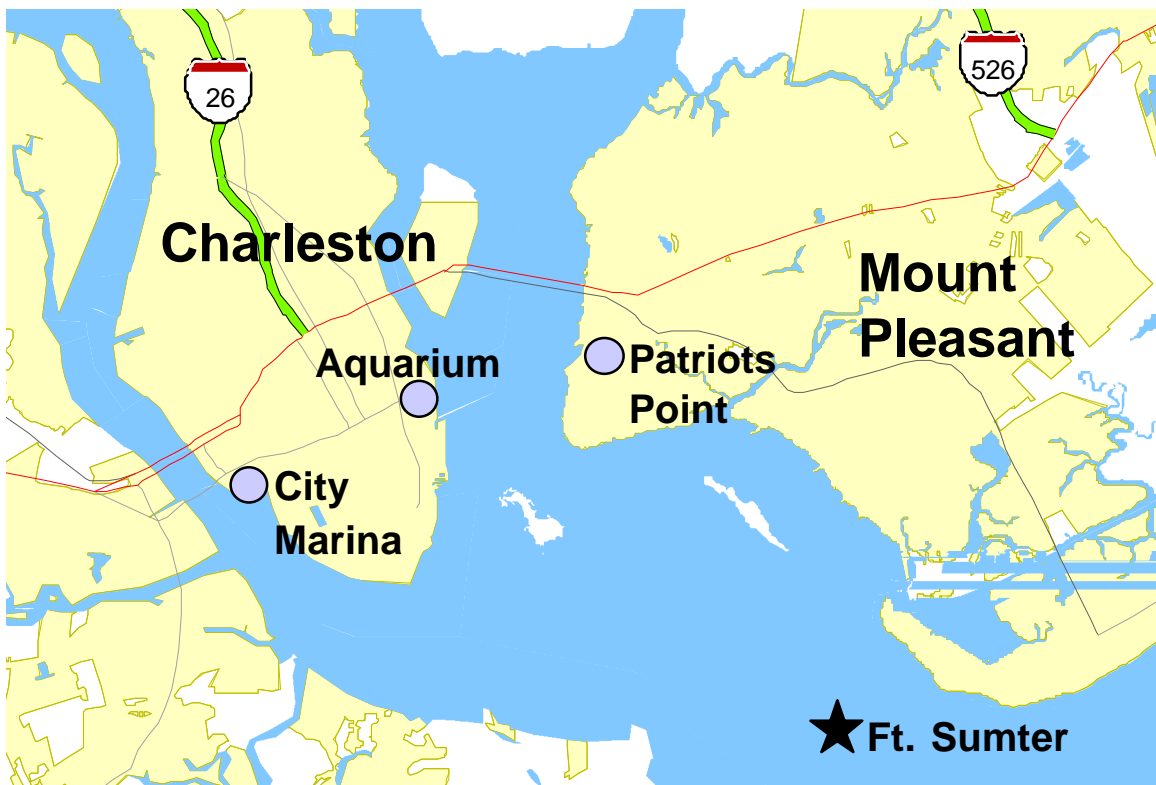 26
526
Charleston
Mount
Pleasant
Aquarium
Patriots
Point
City
Marina
Ft. Sumter